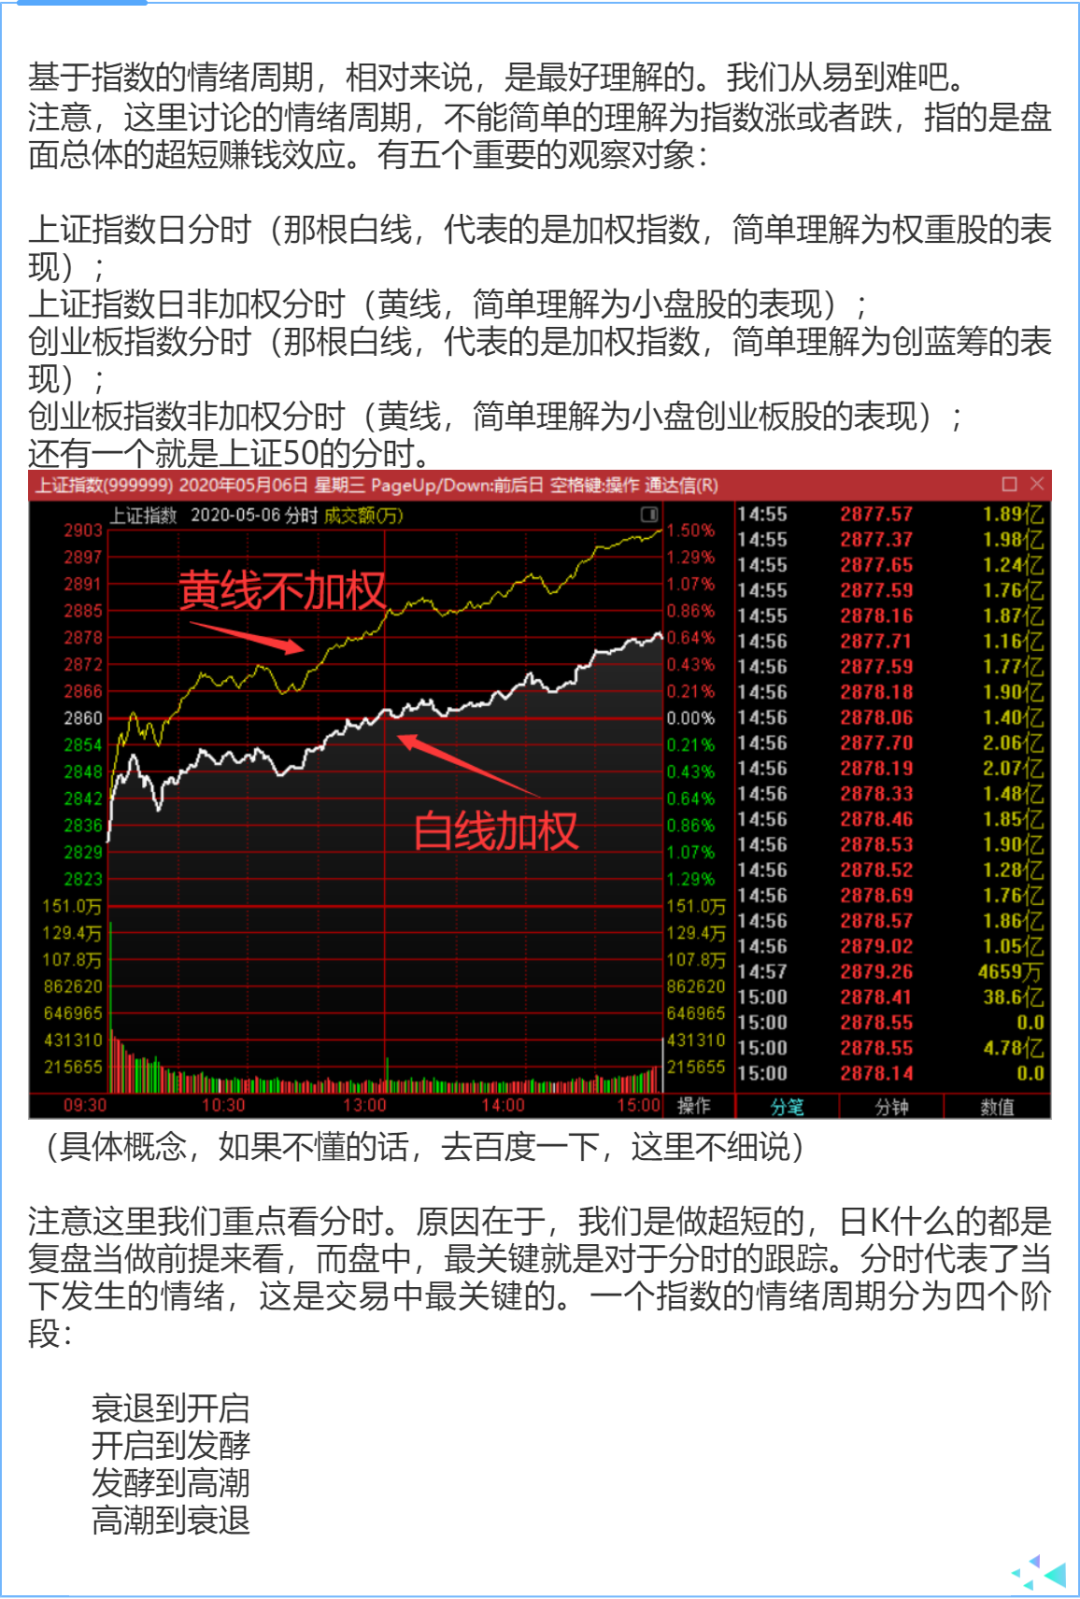 基于指数的情绪周期，相对来说，是最好理解的。我们从易到难吧。
注意，这里讨论的情绪周期，不能简单的理解为指数涨或者跌，指的是盘
面总体的超短赚钱效应。有五个重要的观察对象：
上证指数日分时（那根白线，代表的是加权指数，简单理解为权重股的表
现）；
上证指数日非加权分时（黄线，简单理解为小盘股的表现）；
创业板指数分时（那根白线，代表的是加权指数，简单理解为创蓝筹的表
现）；
创业板指数非加权分时（黄线，简单理解为小盘创业板股的表现）；
还有一个就是上证50的分时。
上证指数(999999) 2020年05月06日 星期三 PageUp/Down:前后日 空格键:操作 通达信(R)
上证指数 2020-05-06 分时 成交额(万)
2903 1.50%
2897 1.29%
2891 1.07%
2885 0.86%
2878 0.64%
2872 0.43%
2866 0.21%
2860 0.00%
2854 0.21%
2848 0.43%
2842 0.64%
2836 0.86%
2829 1.07%
2823 1.29%
151.0万 151.0万
129.4万 129.4万
107.8万 107.8万
862620 862620
646965 646965
431310 431310
215655 215655
黄线不加权
白线加权
09:30 10:30 13:00 14:00 15:00 操作
14:55 2877.57 1.89亿
14:55 2877.37 1.98亿
14:55 2877.65 1.24亿
14:55 2877.59 1.76亿
14:55 2878.16 1.87亿
14:56 2877.71 1.16亿
14:56 2877.59 1.77亿
14:56 2878.18 1.90亿
14:56 2878.06 1.40亿
14:56 2877.70 2.06亿
14:56 2878.19 2.07亿
14:56 2878.33 1.48亿
14:56 2878.46 1.85亿
14:56 2878.53 1.90亿
14:56 2878.52 1.28亿
14:56 2878.69 1.76亿
14:56 2878.57 1.86亿
14:56 2879.02 1.05亿
14:57 2879.26 4659万
15:00 2878.41 38.6亿
15:00 2878.55 0.0
15:00 2878.55 4.78亿
15:00 2878.14 0.0
分笔 分钟 数值
（具体概念，如果不懂的话，去百度一下，这里不细说）
注意这里我们重点看分时。原因在于，我们是做超短的，日K什么的都是
复盘当做前提来看，而盘中，最关键就是对于分时的跟踪。分时代表了当
下发生的情绪，这是交易中最关键的。一个指数的情绪周期分为四个阶
段：
衰退到开启
开启到发酵
发酵到高潮
高潮到衰退